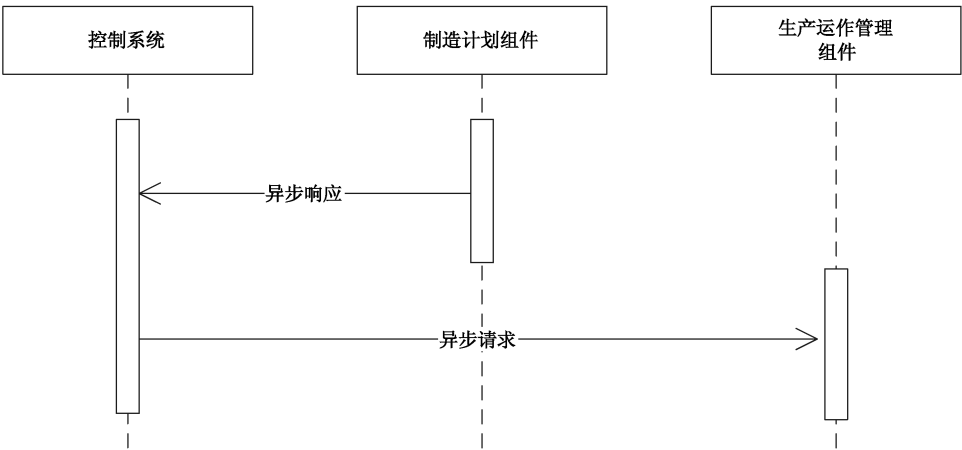 控制系统
制造计划组件
生产运作管理
组件
异步响应
异步请求